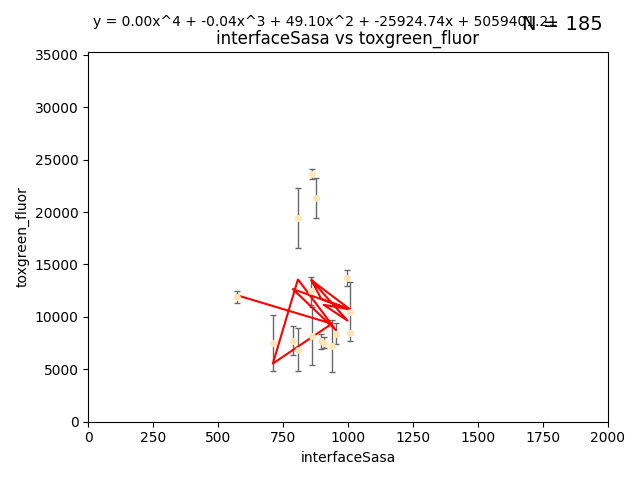 y = 0.00x^4 + -0.04x^3 + 49.10x^2 + -25924.74x + 5059401.21
N = 185
interfaceSasa vs toxgreen_fluor
35000
30000
25000
20000
15000
10000
5000
0
toxgreen_fluor
0 250 500 750 1000 1250 1500 1750 2000
interfaceSasa